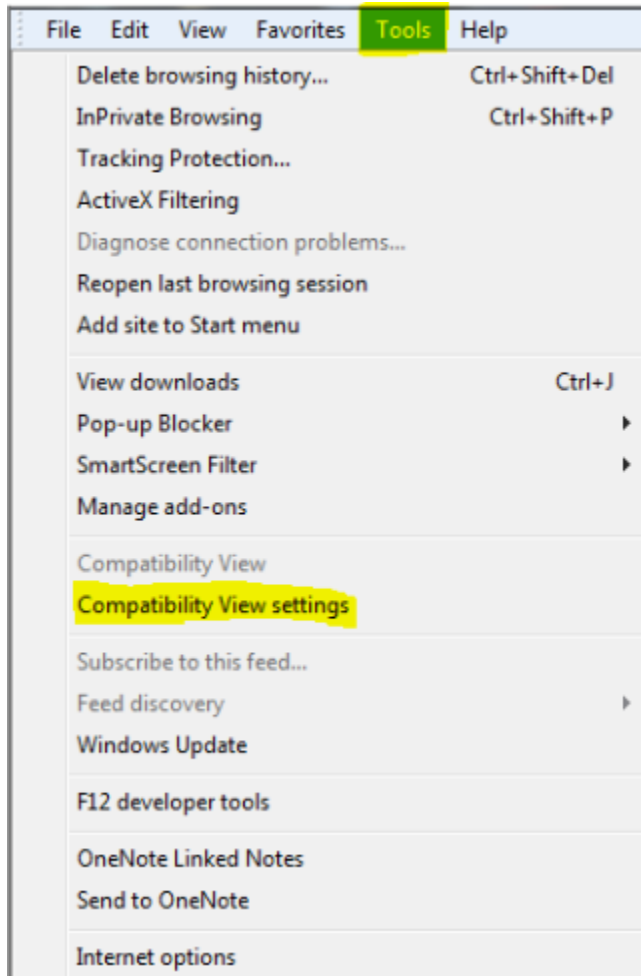 File Edit View Favorites Tools Help
Delete browsing history... Ctrl+Shift+Del
InPrivate Browsing Ctrl+Shift+P
Tracking Protection...
ActiveX Filtering
Diagnose connection problems...
Reopen last browsing session
Add site to Start menu
View downloads Ctrl+J
Pop-up Blocker
SmartScreen Filter
Manage add-ons
Compatibility View
Compatibility View settings
Subscribe to this feed...
Feed discovery
Windows Update
F12 developer tools
OneNote Linked Notes
Send to OneNote
Internet options